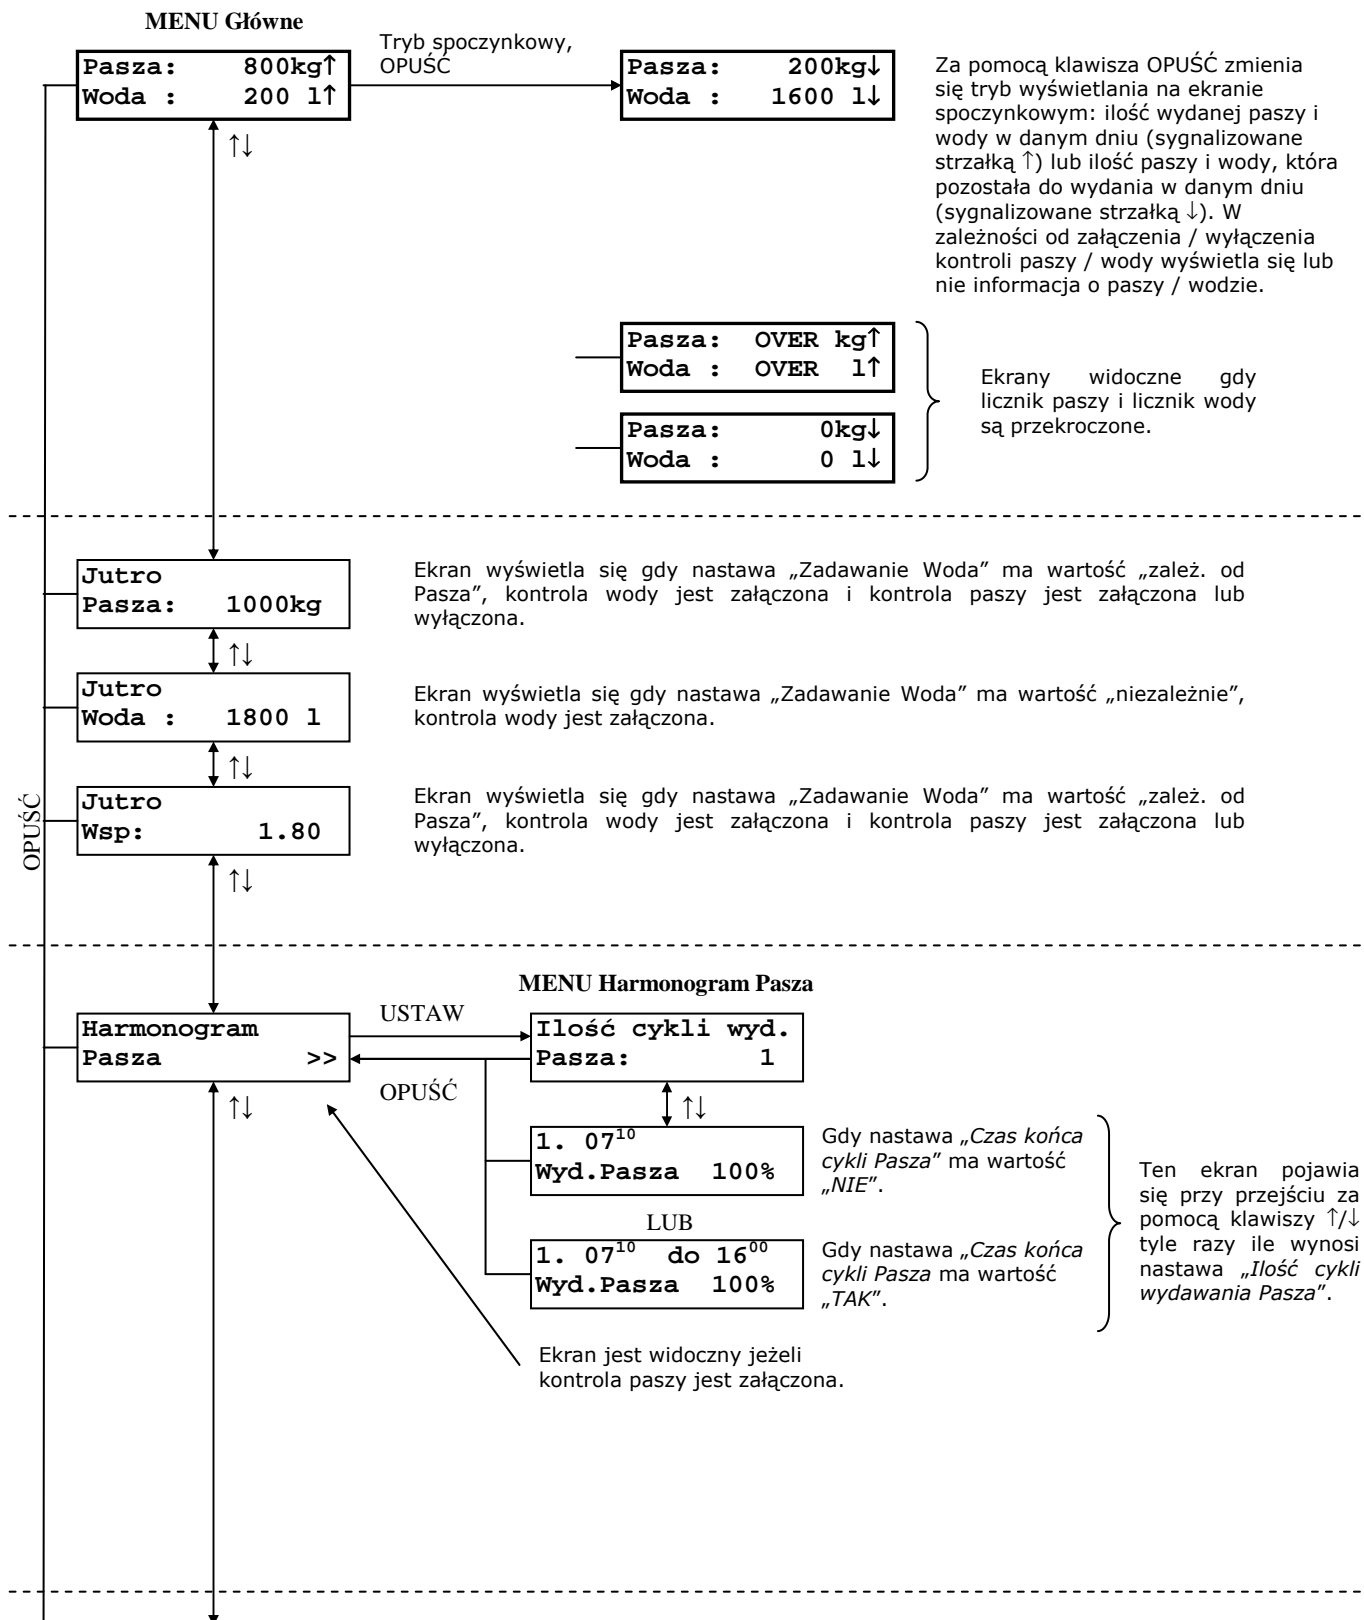 MENU Główne
Tryb spoczynkowy,
OPUŚĆ
Pasza: 800kg↑
Woda : 200 l↑
Pasza: 200kg↓
Woda : 1600 l↓
Za pomocą klawisza OPUŚĆ zmienia
się tryb wyświetlania na ekranie
spoczynkowym: ilość wydanej paszy i
wody w danym dniu (sygnalizowane
strzałką ↑) lub ilość paszy i wody, która
pozostała do wydania w danym dniu
(sygnalizowane strzałką ↓). W
zależności od załączenia / wyłączenia
kontroli paszy / wody wyświetla się lub
nie informacja o paszy / wodzie.
↑↓
Pasza: OVER kg↑
Woda : OVER l↑
Pasza: 0kg↓
Woda : 0 l↓
Ekrany widoczne gdy
licznik paszy i licznik wody
są przekroczone.
Jutro
Pasza: 1000kg
Ekran wyświetla się gdy nastawa „Zadawanie Woda” ma wartość „zależ. od
Pasza”, kontrola wody jest załączona i kontrola paszy jest załączona lub
wyłączona.
↑↓
Jutro
Woda : 1800 l
Ekran wyświetla się gdy nastawa „Zadawanie Woda” ma wartość „niezależnie”,
kontrola wody jest załączona.
↑↓
Jutro
Wsp: 1.80
Ekran wyświetla się gdy nastawa „Zadawanie Woda” ma wartość „zależ. od
Pasza”, kontrola wody jest załączona i kontrola paszy jest załączona lub
wyłączona.
OPUŚĆ
↑↓
MENU Harmonogram Pasza
Harmonogram
Pasza >>
USTAW
OPUŚĆ
Ilość cykli wyd.
Pasza: 1
↑↓
↑↓
1. 07¹⁰
Wyd.Pasza 100%
Gdy nastawa „Czas końca
cykli Pasza” ma wartość
„NIE”.
LUB
1. 07¹⁰ do 16⁰⁰
Wyd.Pasza 100%
Gdy nastawa „Czas końca
cykli Pasza ma wartość
„TAK”.
Ten ekran pojawia
się przy przejściu za
pomocą klawiszy ↑/↓
tyle razy ile wynosi
nastawa „Ilość cykli
wydawania Pasza”.
Ekran jest widoczny jeżeli
kontrola paszy jest załączona.